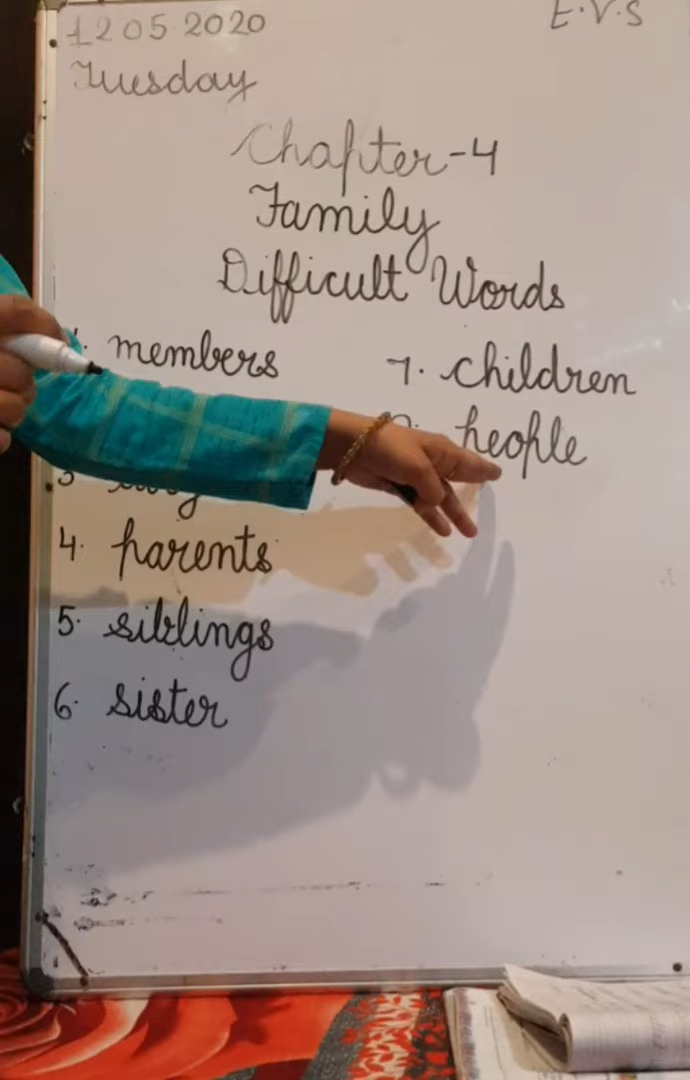 12 05 2020
E.V.S
Tuesday
Chapter-4
Family
Difficult Words
members
7. children
people
3
4. parents
5. siblings
6. sister